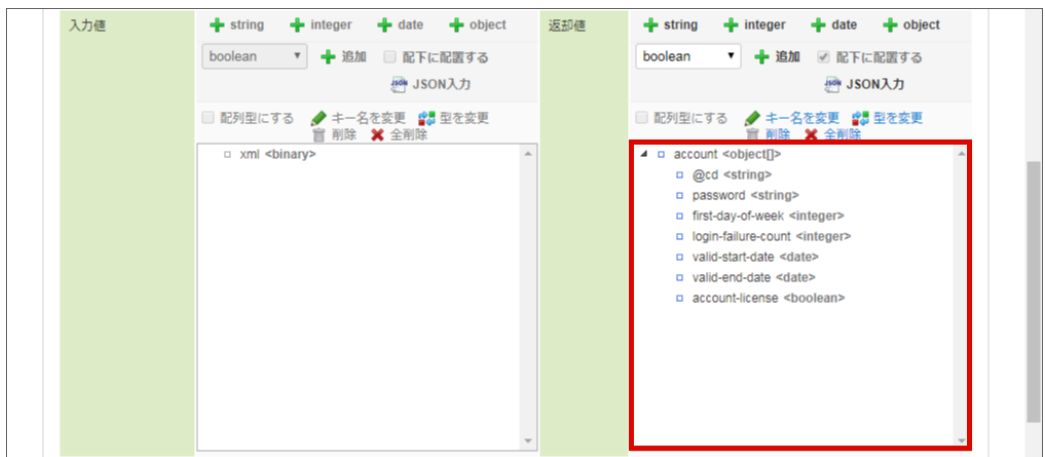 入力値
string integer date object
boolean 追加 配下に配置する
JSON入力
配列型にする キー名を変更 型を変更
削除 全削除
xml <binary>
返却値
string integer date object
boolean 追加 配下に配置する
JSON入力
配列型にする キー名を変更 型を変更
削除 全削除
account <object[]>
@cd <string>
password <string>
first-day-of-week <integer>
login-failure-count <integer>
valid-start-date <date>
valid-end-date <date>
account-license <boolean>